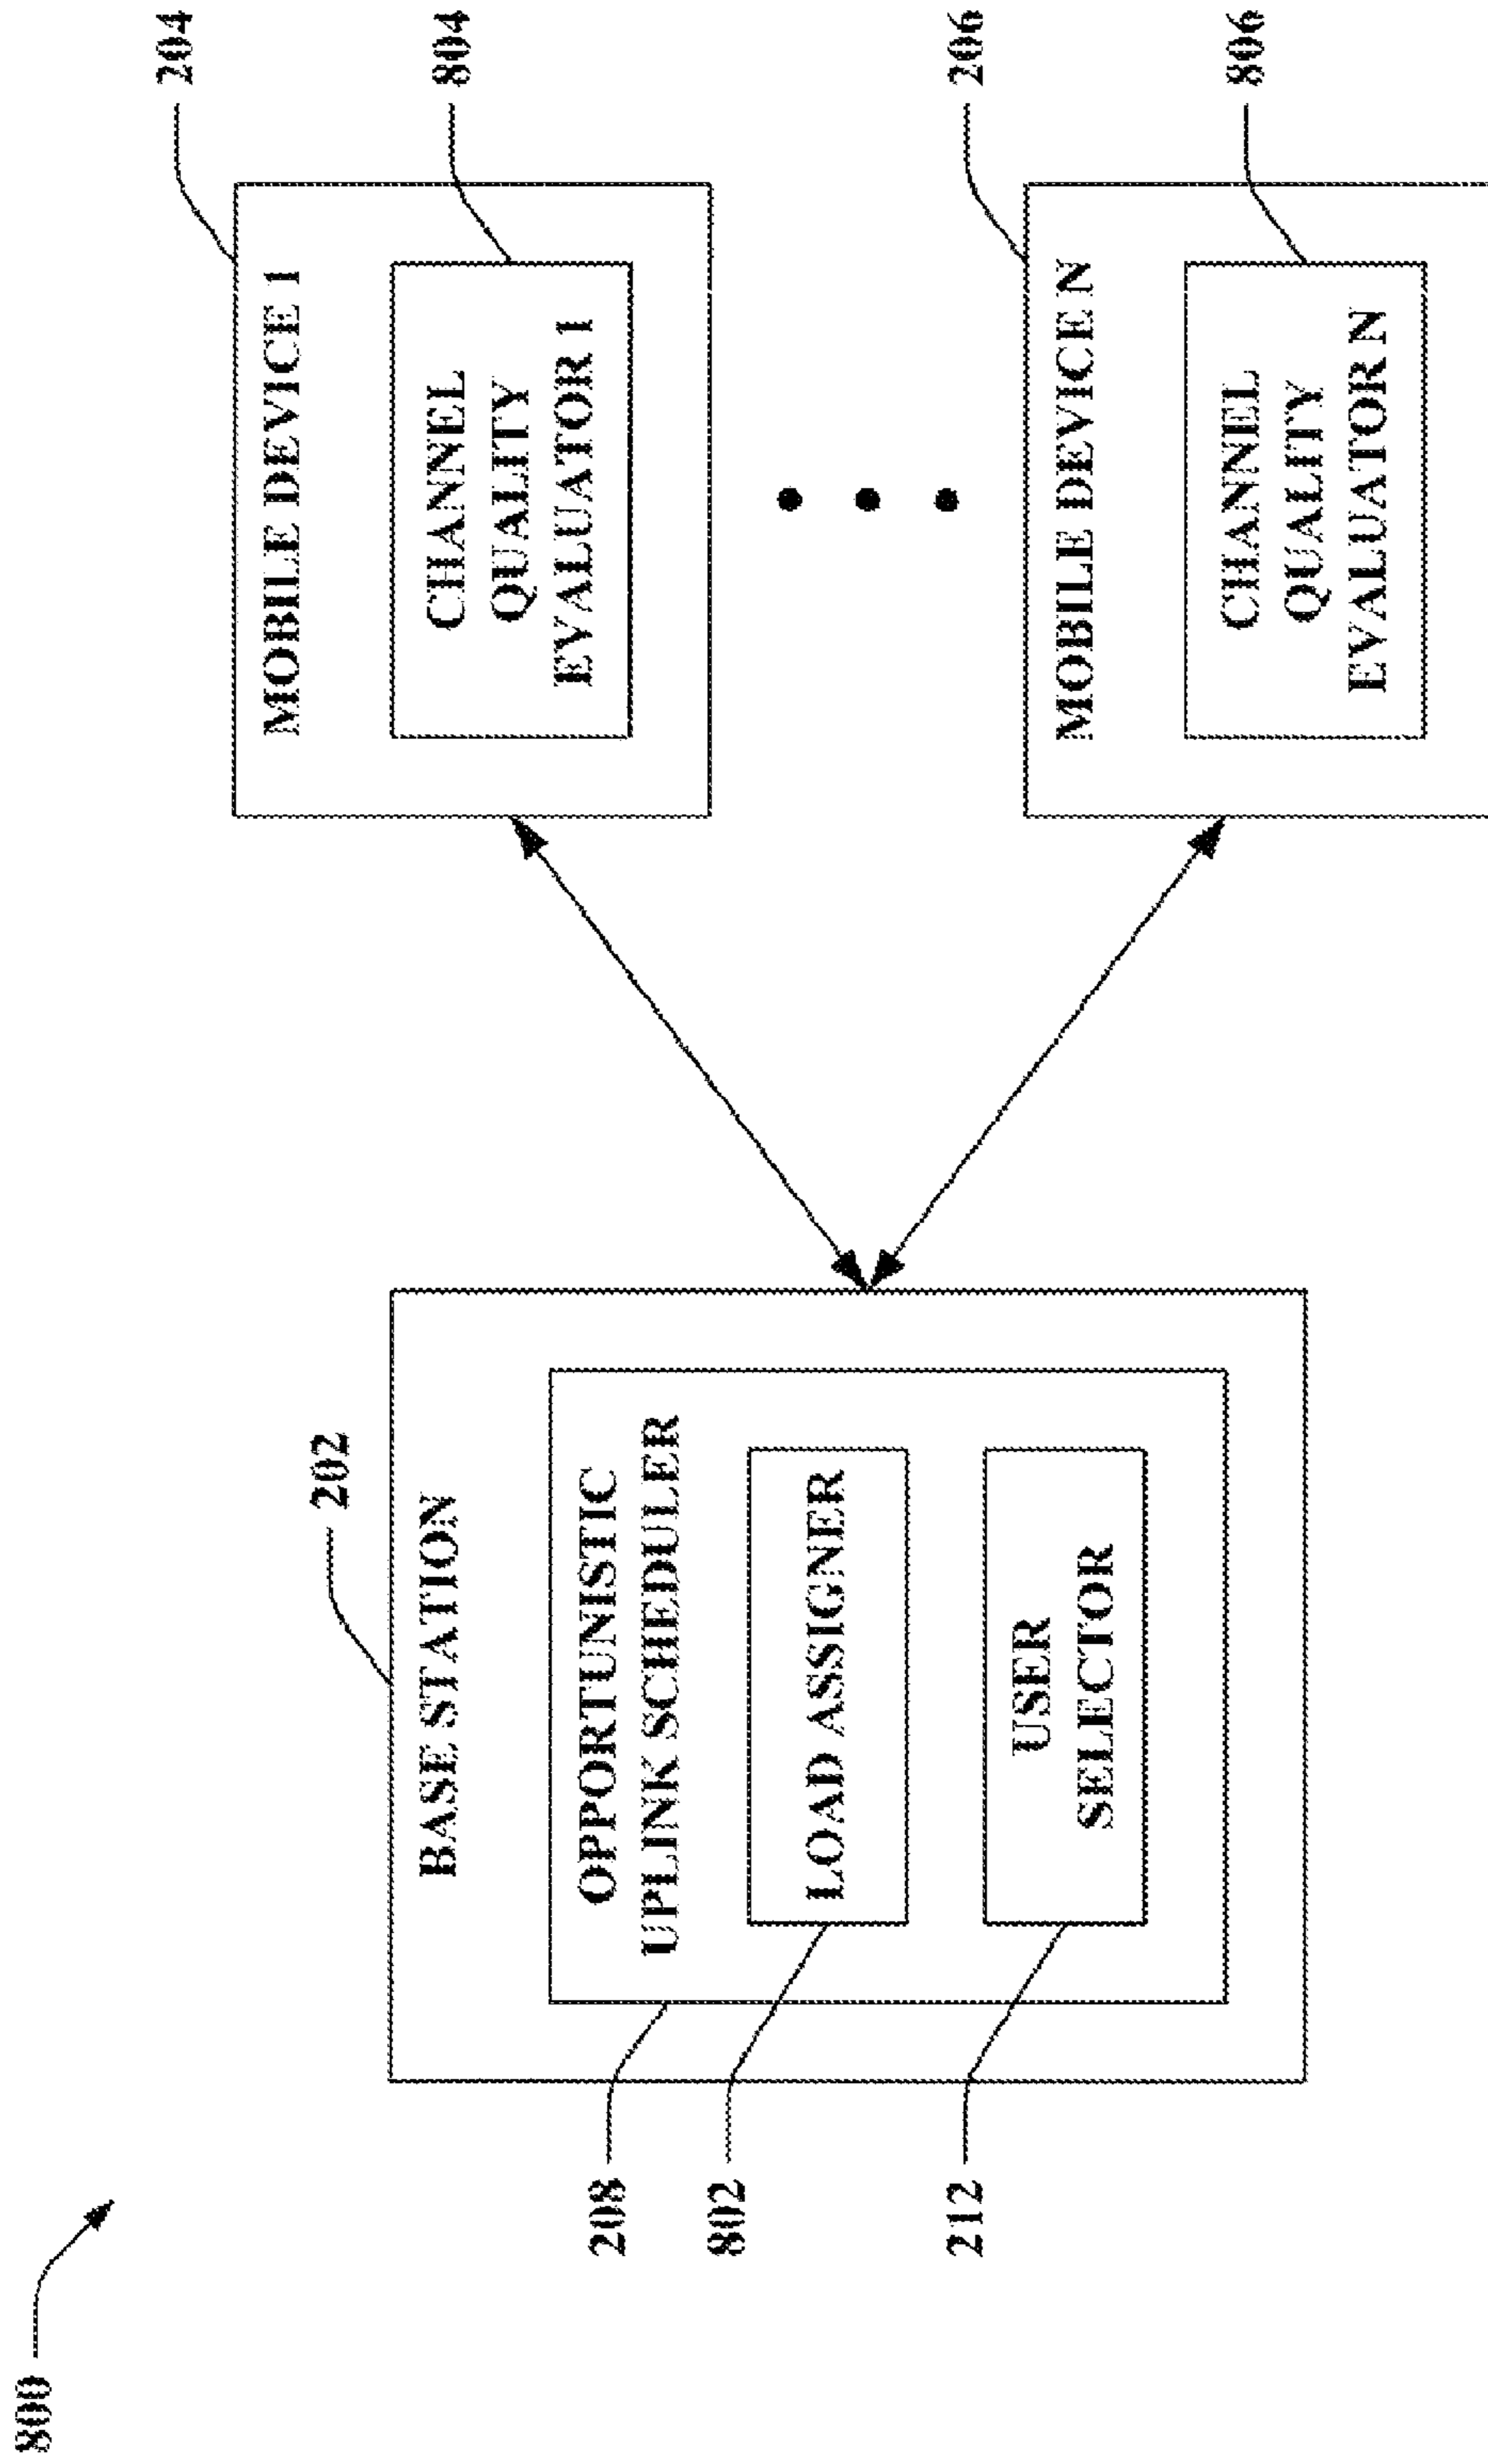 800
202
BASE STATION
OPPORTUNISTIC
UPLINK SCHEDULER
LOAD ASSIGNER
USER
SELECTOR
208
802
212
204
MOBILE DEVICE 1
CHANNEL
QUALITY
EVALUATOR 1
804
206
MOBILE DEVICE N
CHANNEL
QUALITY
EVALUATOR N
806